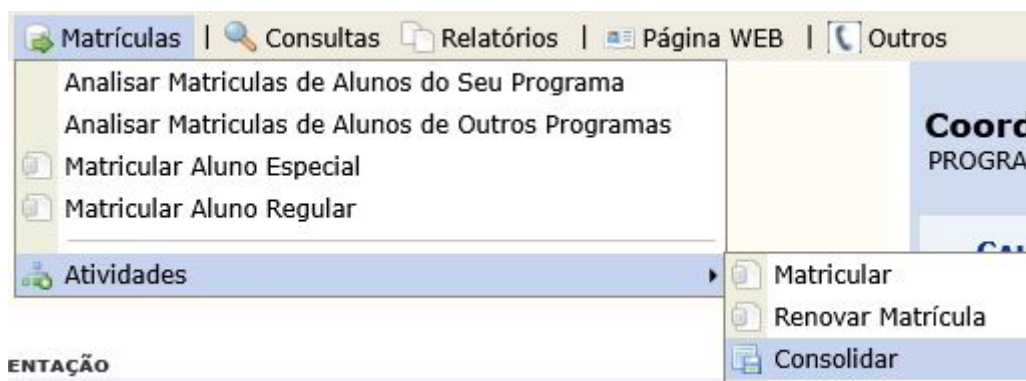 Matrículas | Consultas Relatórios | Página WEB | Outros
Analisar Matriculas de Alunos do Seu Programa
Analisar Matriculas de Alunos de Outros Programas
Matricular Aluno Especial
Matricular Aluno Regular
Atividades
Matricular
Renovar Matrícula
Consolidar
Coord
PROGRA
ENTAÇÃO